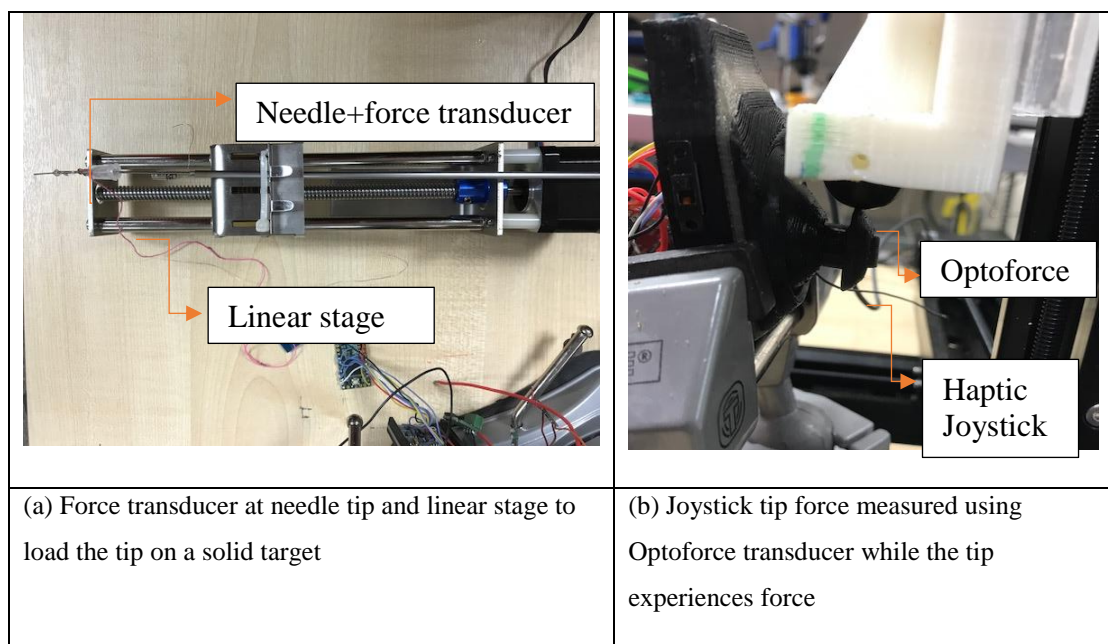 Needle+force transducer
Linear stage
Optoforce
Haptic
Joystick
(a) Force transducer at needle tip and linear stage to
load the tip on a solid target
(b) Joystick tip force measured using
Optoforce transducer while the tip
experiences force